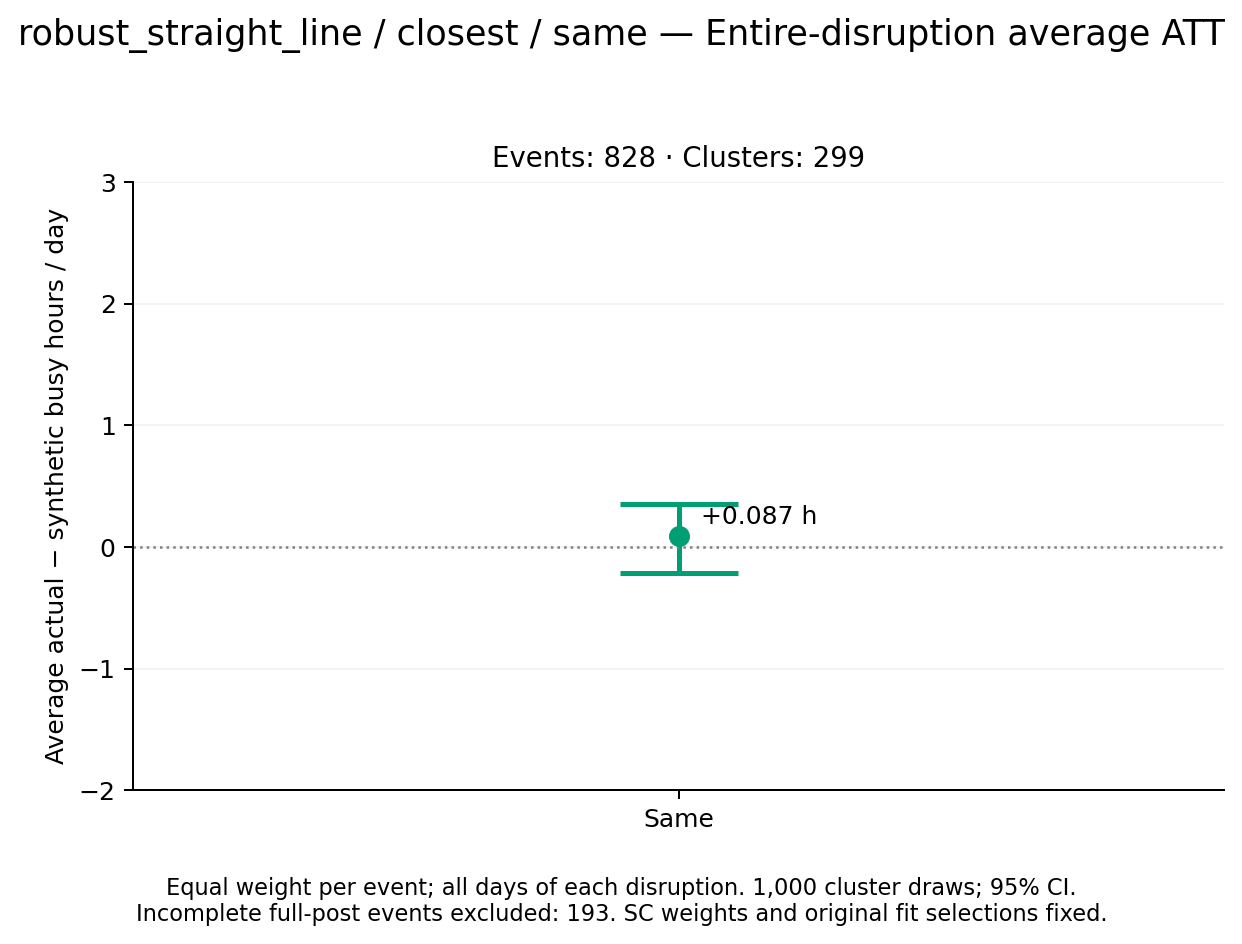 robust_straight_line / closest / same — Entire-disruption average ATT
Events: 828 · Clusters: 299
Average actual − synthetic busy hours / day
3
2
1
0
−1
−2
+0.087 h
Same
Equal weight per event; all days of each disruption. 1,000 cluster draws; 95% CI.
Incomplete full-post events excluded: 193. SC weights and original fit selections fixed.